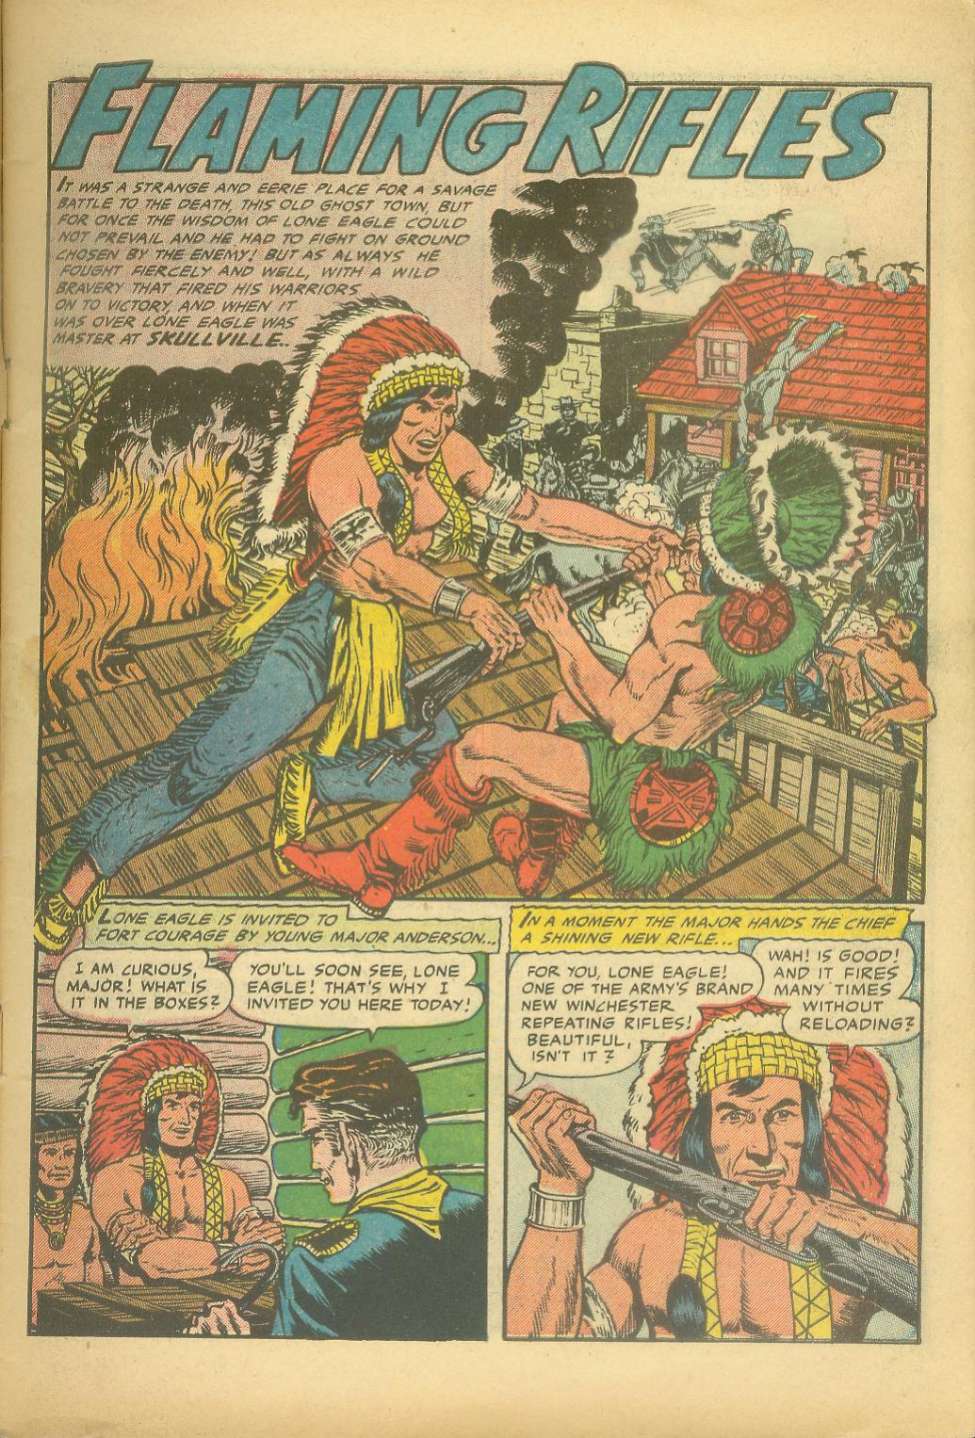 FLAMING RIFLES
IT WAS A STRANGE AND EERIE PLACE FOR A SAVAGE
BATTLE TO THE DEATH, THIS OLD GHOST TOWN, BUT
FOR ONCE THE WISDOM OF LONE EAGLE COULD
NOT PREVAIL AND HE HAD TO FIGHT ON GROUND
CHOSEN BY THE ENEMY! BUT AS ALWAYS HE
FOUGHT FIERCELY AND WELL, WITH A WILD
BRAVERY THAT FIRED HIS WARRIORS
ON TO VICTORY, AND WHEN IT
WAS OVER LONE EAGLE WAS
MASTER AT SKULLVILLE..
LONE EAGLE IS INVITED TO
FORT COURAGE BY YOUNG MAJOR ANDERSON...
I AM CURIOUS,
MAJOR! WHAT IS
IT IN THE BOXES?
YOU'LL SOON SEE, LONE
EAGLE! THAT'S WHY I
INVITED YOU HERE TODAY!
IN A MOMENT THE MAJOR HANDS THE CHIEF
A SHINING NEW RIFLE...
FOR YOU, LONE EAGLE!
ONE OF THE ARMY'S BRAND
NEW WINCHESTER
REPEATING RIFLES!
BEAUTIFUL,
ISN'T IT?
WAH! IS GOOD!
AND IT FIRES
MANY TIMES
WITHOUT
RELOADING?